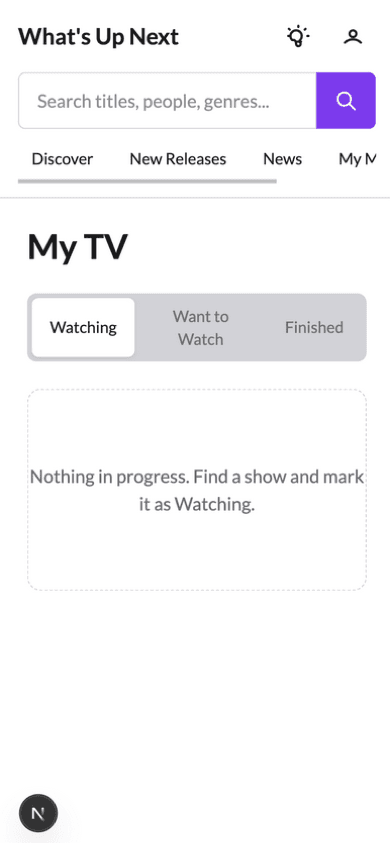 What's Up Next
Search titles, people, genres...
Discover New Releases News My M
My TV
Watching
Want to
Watch
Finished
Nothing in progress. Find a show and mark
it as Watching.
N